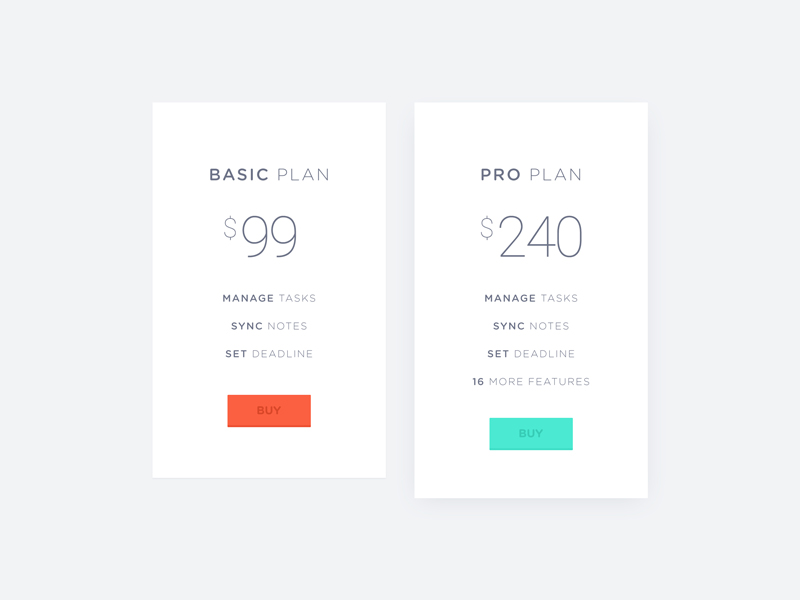 BASIC PLAN
$99
MANAGE TASKS
SYNC NOTES
SET DEADLINE
BUY
PRO PLAN
$240
MANAGE TASKS
SYNC NOTES
SET DEADLINE
16 MORE FEATURES
BUY